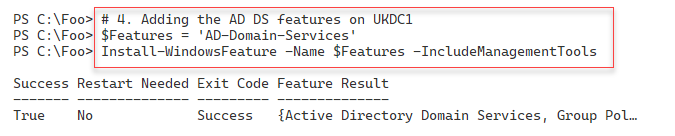 PS C:\Foo> # 4. Adding the AD DS features on UKDC1
PS C:\Foo> $Features = 'AD-Domain-Services'
PS C:\Foo> Install-WindowsFeature -Name $Features -IncludeManagementTools
Success Restart Needed Exit Code Feature Result
------- -------------- --------- --------------
True    No             Success   {Active Directory Domain Services, Group Pol…